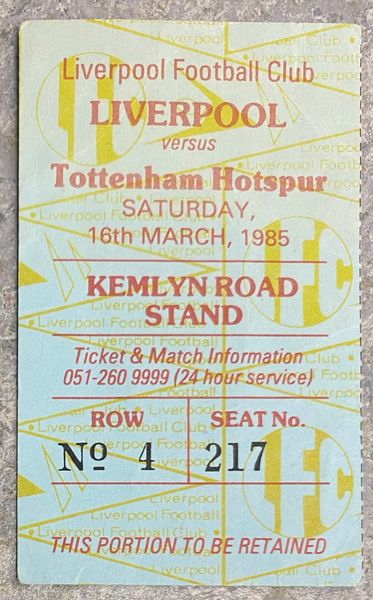 Liverpool Football Club
LIVERPOOL
versus
Tottenham Hotspur
SATURDAY,
16th MARCH, 1985
KEMLYN ROAD
STAND
Ticket & Match Information
051-260 9999 (24 hour service)
ROW
SEAT No.
Nº 4
217
THIS PORTION TO BE RETAINED